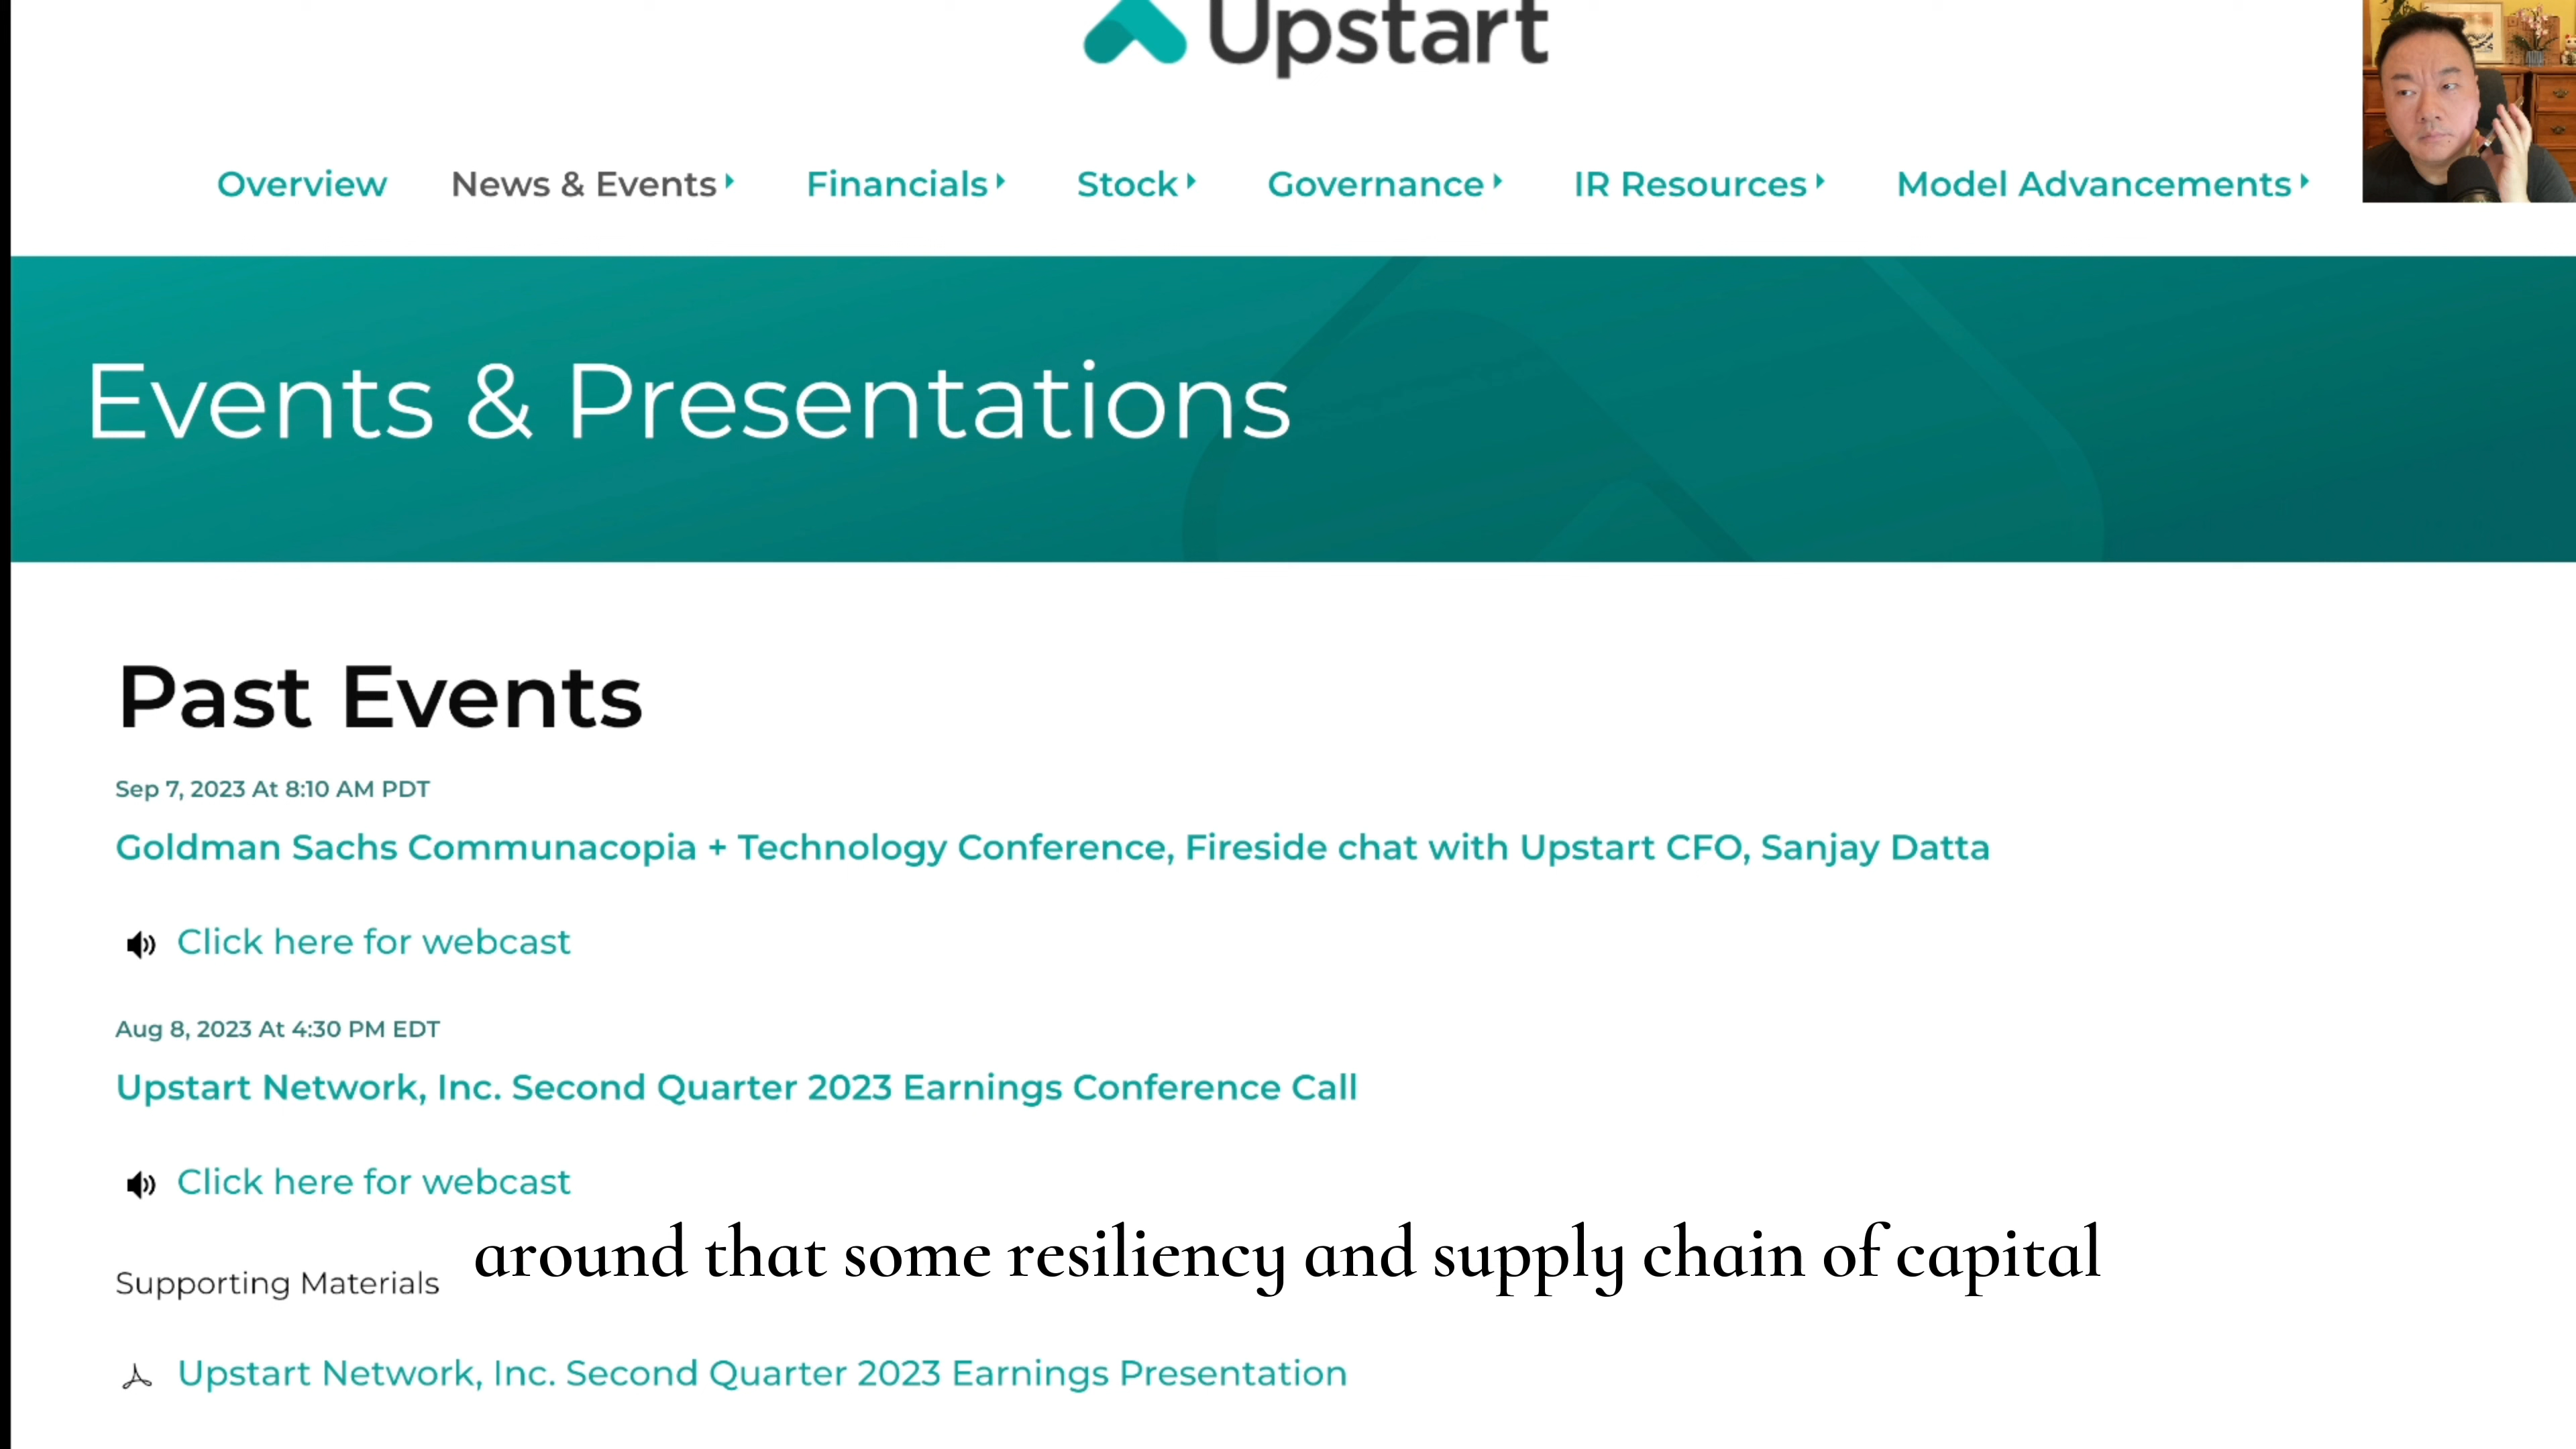 Upstart
Overview
News & Events
Financials
Stock
Governance
IR Resources
Model Advancements
Events & Presentations
Past Events
Sep 7, 2023 At 8:10 AM PDT
Goldman Sachs Communacopia + Technology Conference, Fireside chat with Upstart CFO, Sanjay Datta
Click here for webcast
Aug 8, 2023 At 4:30 PM EDT
Upstart Network, Inc. Second Quarter 2023 Earnings Conference Call
Click here for webcast
around that some resiliency and supply chain of capital
Supporting Materials
Upstart Network, Inc. Second Quarter 2023 Earnings Presentation